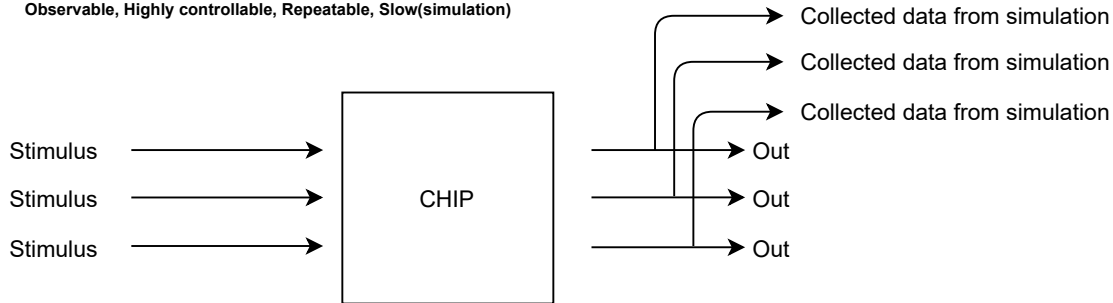 Observable, Highly controllable, Repeatable, Slow(simulation)
Collected data from simulation
Collected data from simulation
Collected data from simulation
Stimulus
Out
Stimulus
CHIP
Out
Stimulus
Out